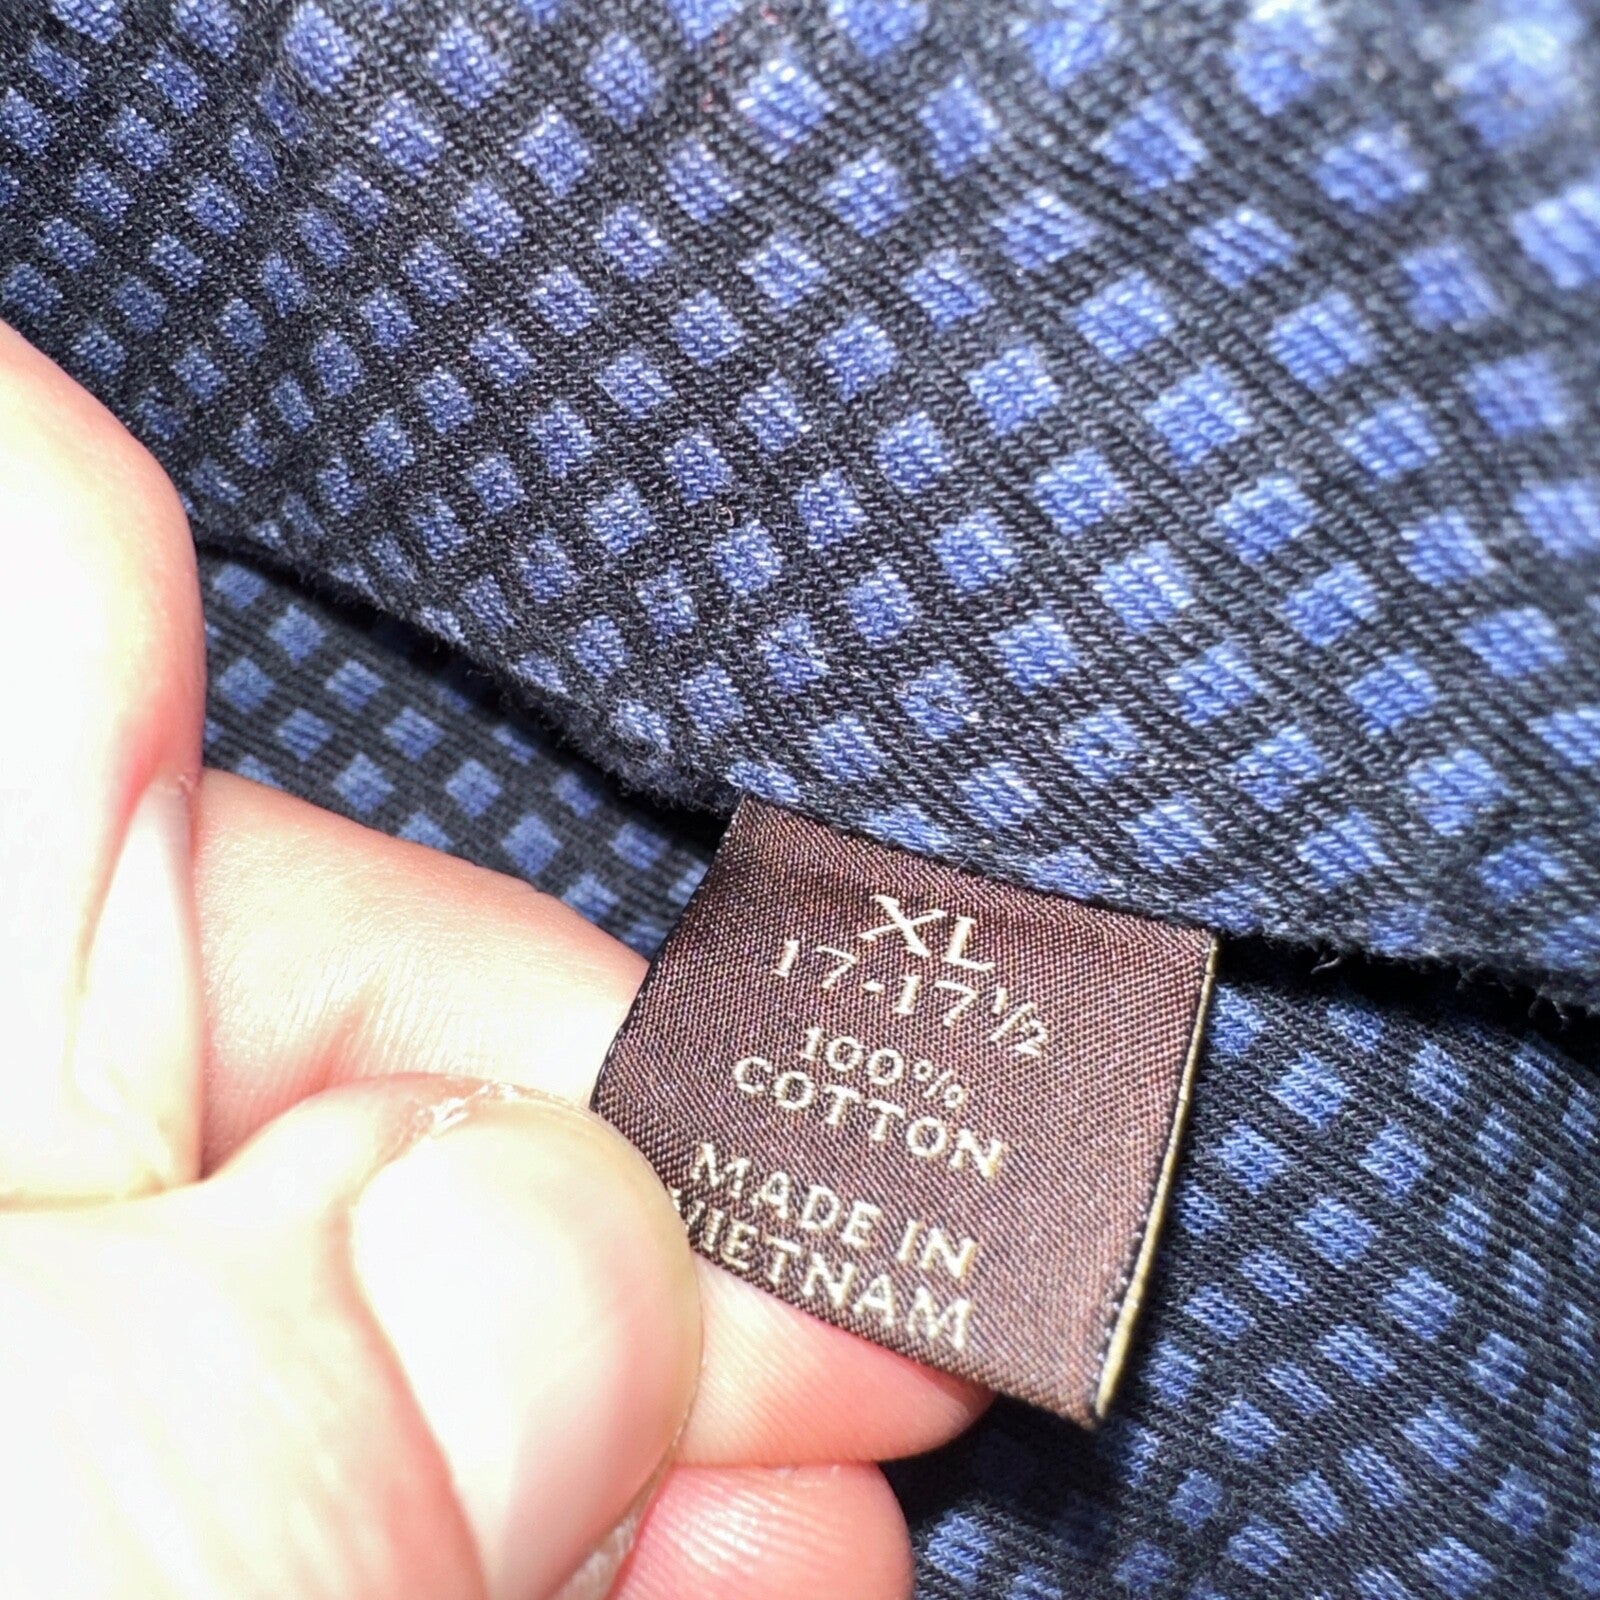 XL
17-17½
100%
COTTON
MADE IN
VIETNAM